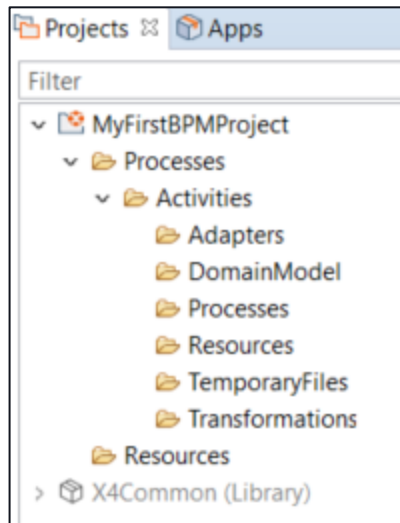 Projects Apps
Filter
MyFirstBPMProject
Processes
Activities
Adapters
DomainModel
Processes
Resources
TemporaryFiles
Transformations
Resources
X4Common (Library)